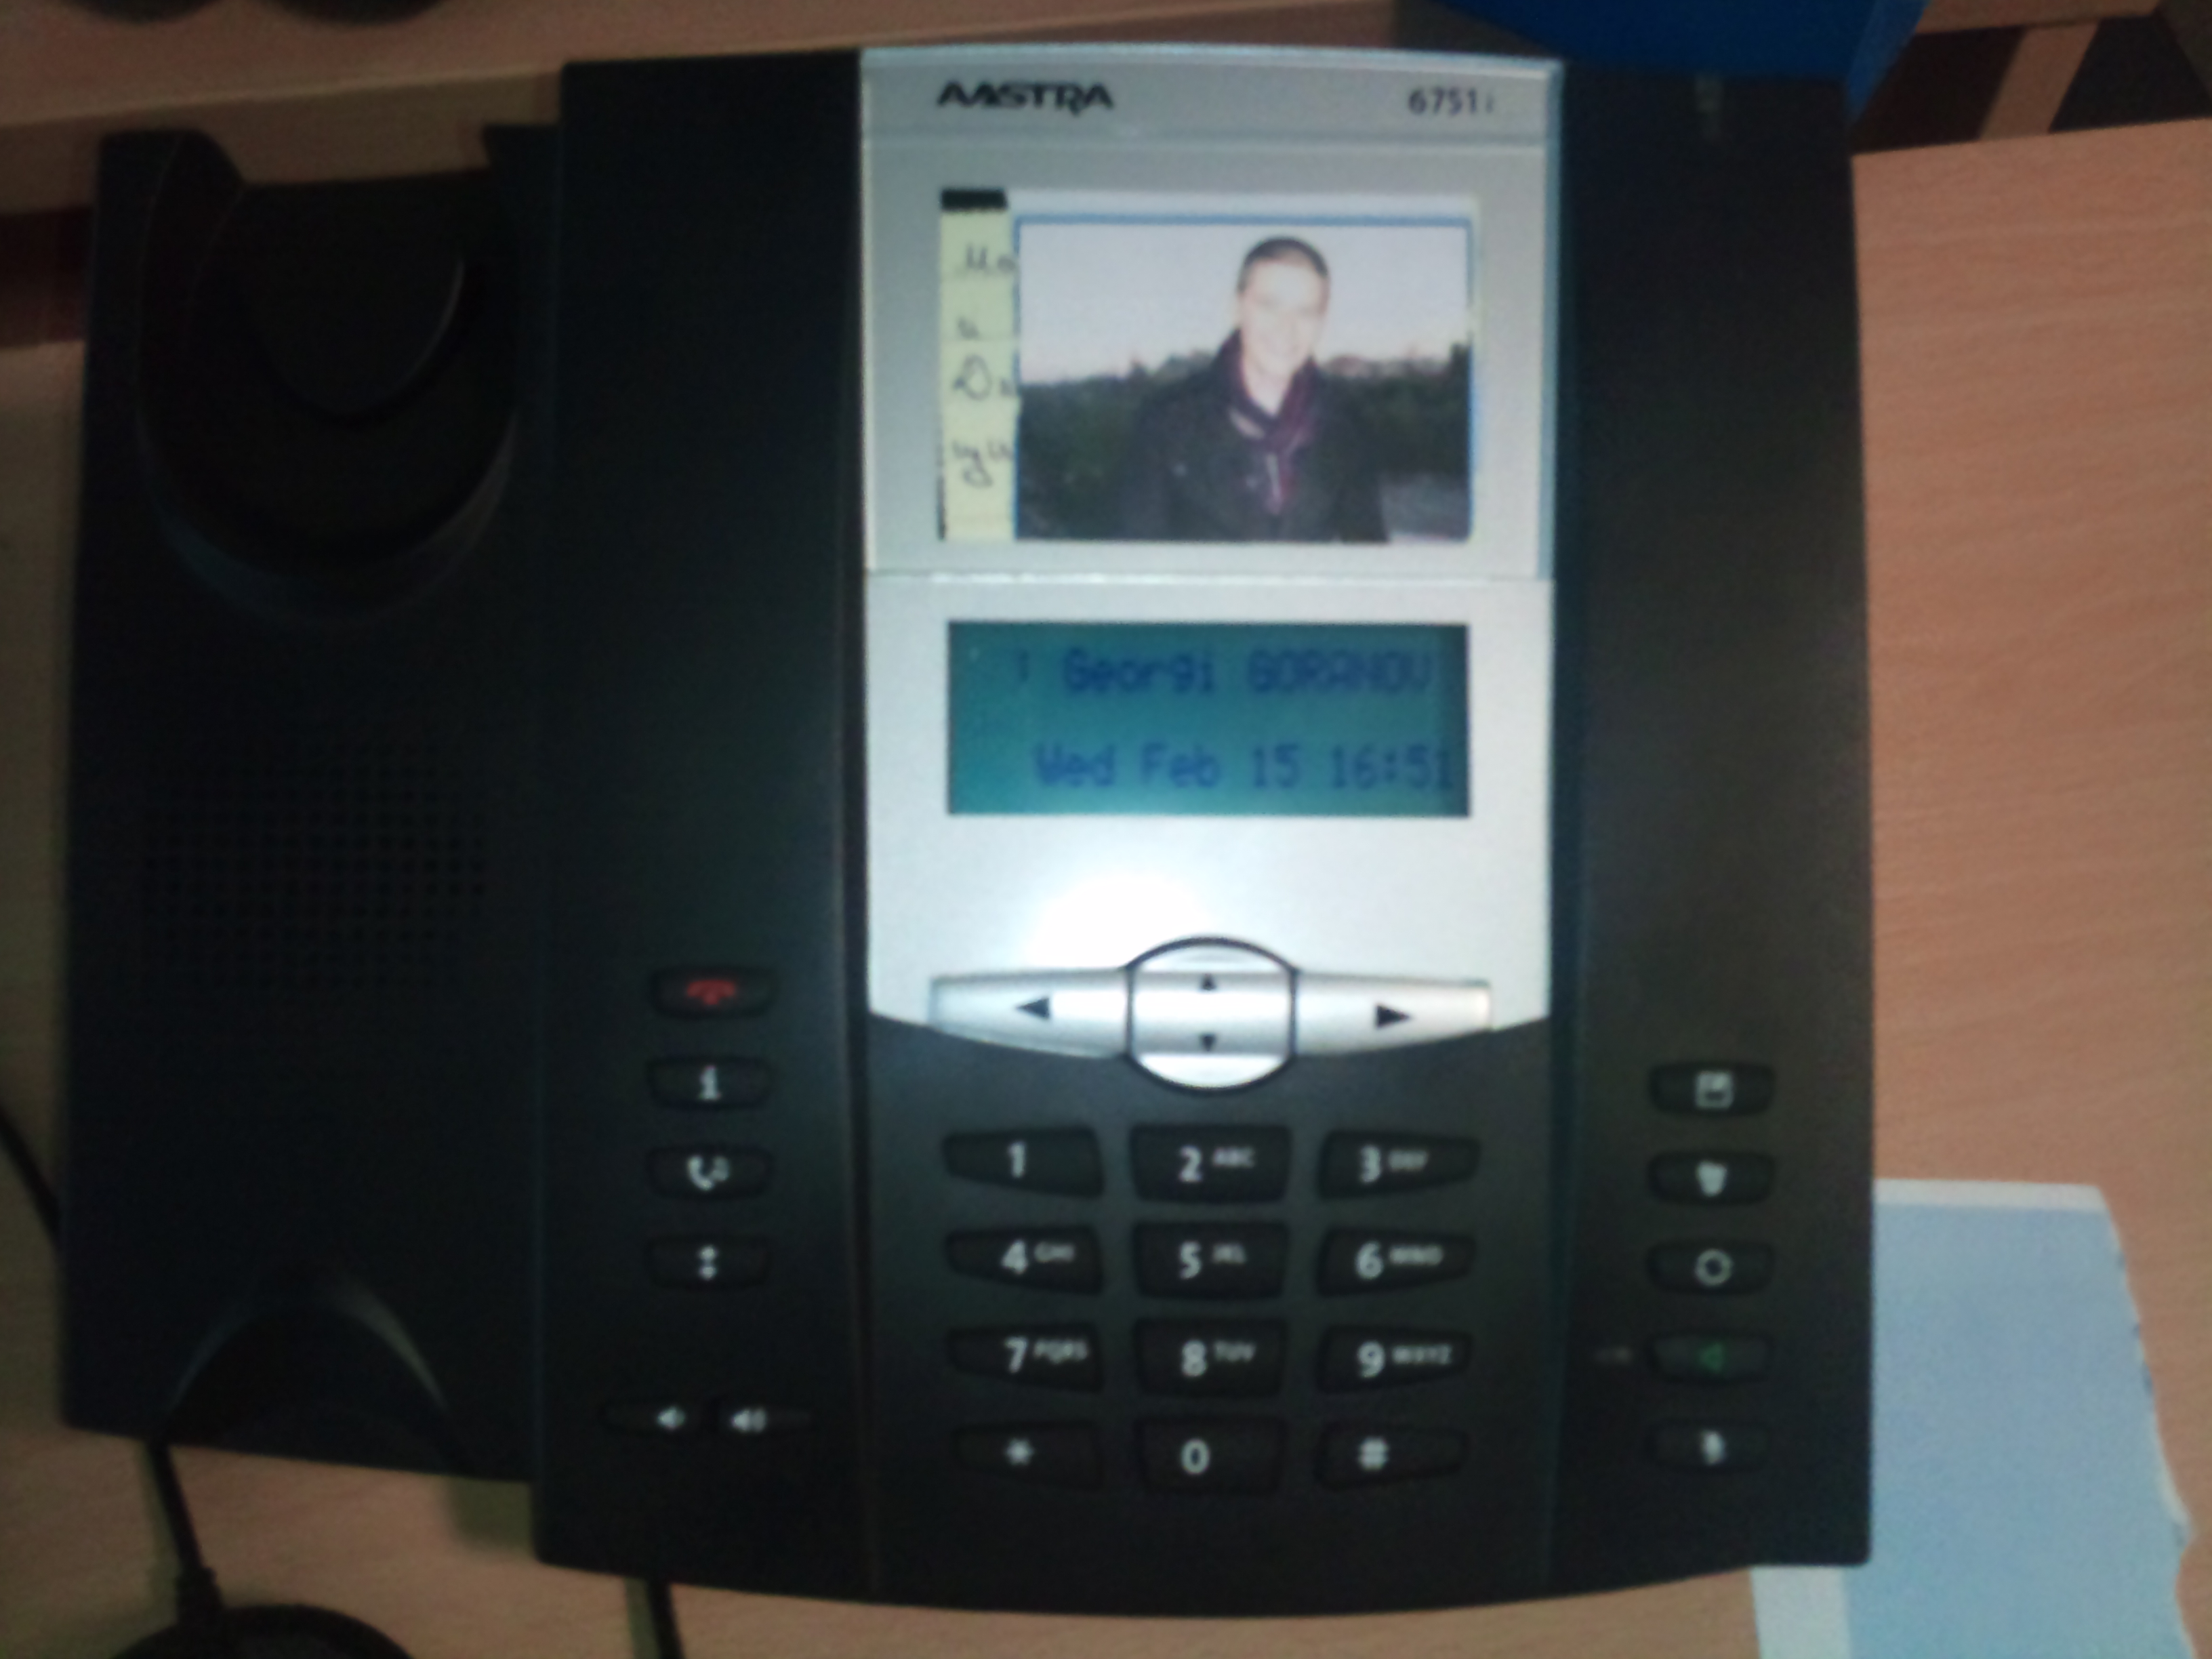 AASTRA 6751i
Georgi GORANOV
Wed Feb 15 16:51
1 2 ABC 3 DEF
4 GHI 5 JKL 6 MNO
7 PQRS 8 TUV 9 WXYZ
* 0 #